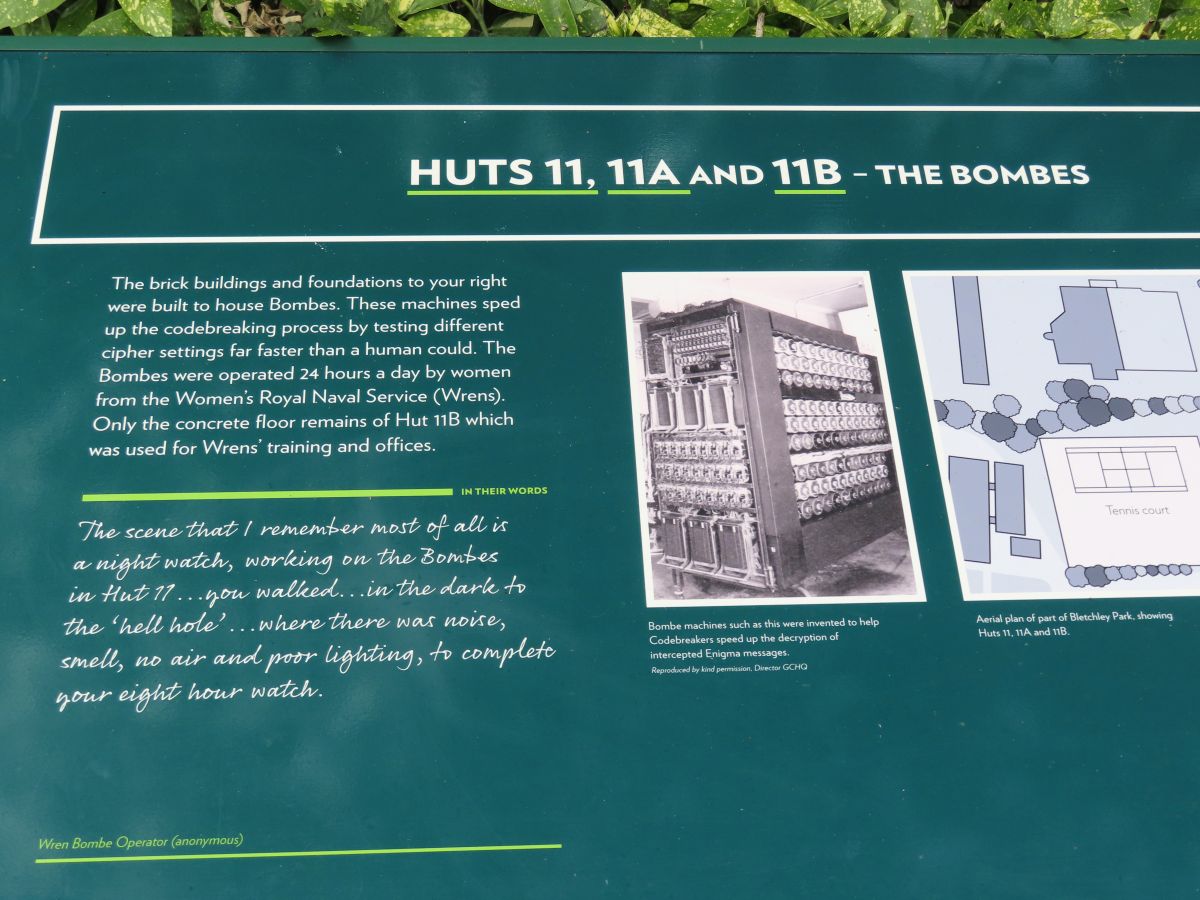 HUTS 11, 11A AND 11B – THE BOMBES
The brick buildings and foundations to your right
were built to house Bombes. These machines sped
up the codebreaking process by testing different
cipher settings far faster than a human could. The
Bombes were operated 24 hours a day by women
from the Women's Royal Naval Service (Wrens).
Only the concrete floor remains of Hut 11B which
was used for Wrens' training and offices.
IN THEIR WORDS
The scene that I remember most of all is
a night watch, working on the Bombes
in Hut 11...you walked...in the dark to
the 'hell hole'...where there was noise,
smell, no air and poor lighting, to complete
your eight hour watch.
Wren Bombe Operator (anonymous)
Bombe machines such as this were invented to help
Codebreakers speed up the decryption of
intercepted Enigma messages.
Reproduced by kind permission, Director GCHQ
Tennis court
Aerial plan of part of Bletchley Park, showing
Huts 11, 11A and 11B.